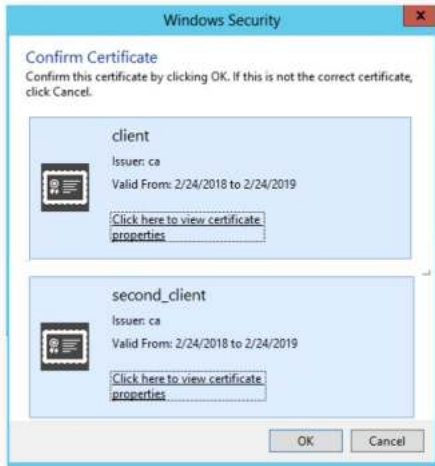 Windows Security
x
Confirm Certificate
Confirm this certificate by clicking OK. If this is not the correct certificate,
click Cancel.
client
Issuer: ca
Valid From: 2/24/2018 to 2/24/2019
Click here to view certificate
properties
second_client
Issuer: ca
Valid From: 2/24/2018 to 2/24/2019
Click here to view certificate
properties
OK
Cancel